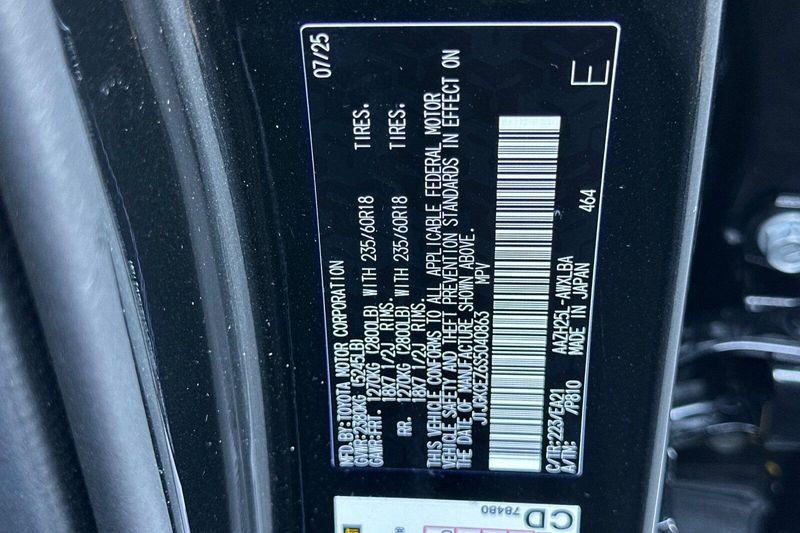 MFD.BY:TOYOTA MOTOR CORPORATION 07/25
GVWR:2380KG (5245LB)
GAWR:FRT. 1270KG (2800LB) WITH 235/60R18 TIRES.
18X7 1/2J RIMS.
RR. 1270KG (2800LB) WITH 235/60R18 TIRES.
18X7 1/2J RIMS.
THIS VEHICLE CONFORMS TO ALL APPLICABLE FEDERAL MOTOR
VEHICLE SAFETY AND THEFT PREVENTION STANDARDS IN EFFECT ON
THE DATE OF MANUFACTURE SHOWN ABOVE.
JTJGKCEZ6S5040863 MPV
C/TR:223/EA21 AAZH25L-AWXLBA 464
A/TM: /P810 MADE IN JAPAN
E
CD
78480